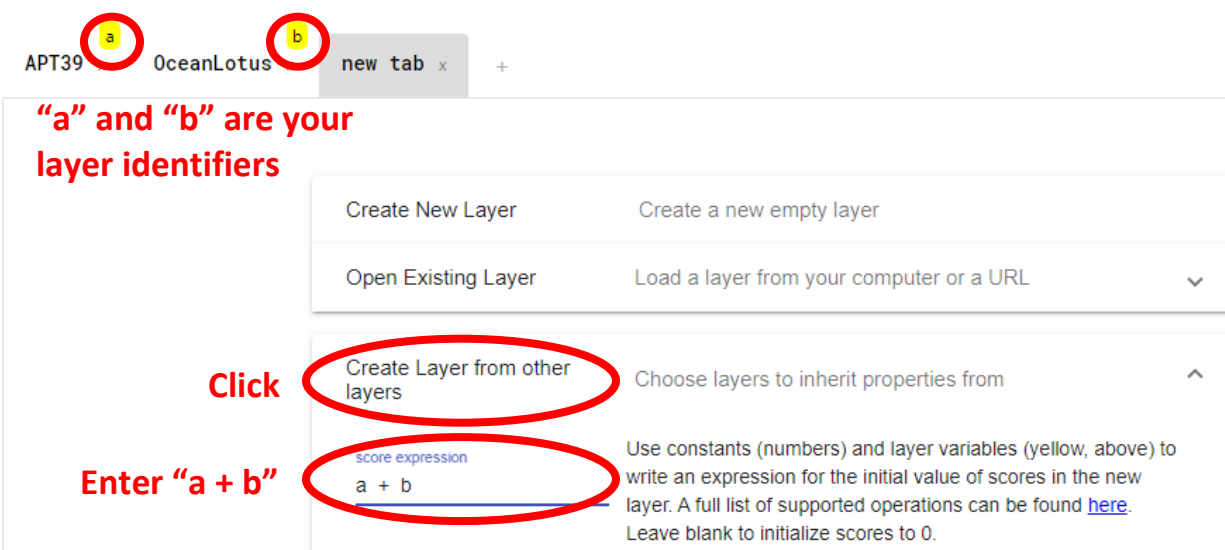 a b
APT39 OceanLotus new tab x +
“a” and “b” are your
layer identifiers
Create New Layer Create a new empty layer
Open Existing Layer Load a layer from your computer or a URL
Click
Create Layer from other
layers
Choose layers to inherit properties from
Enter “a + b”
score expression
a + b
Use constants (numbers) and layer variables (yellow, above) to
write an expression for the initial value of scores in the new
layer. A full list of supported operations can be found here.
Leave blank to initialize scores to 0.